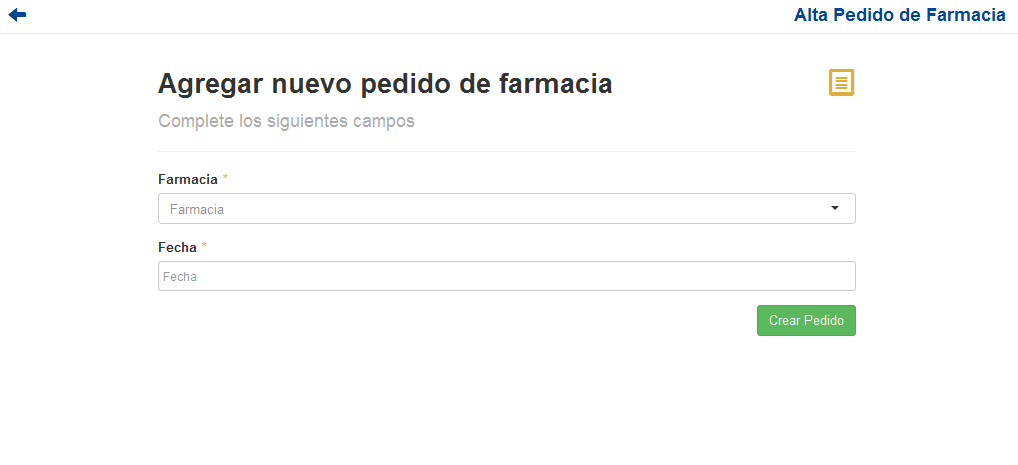 Alta Pedido de Farmacia
Agregar nuevo pedido de farmacia
Complete los siguientes campos
Farmacia *
Farmacia
Fecha *
Fecha
Crear Pedido